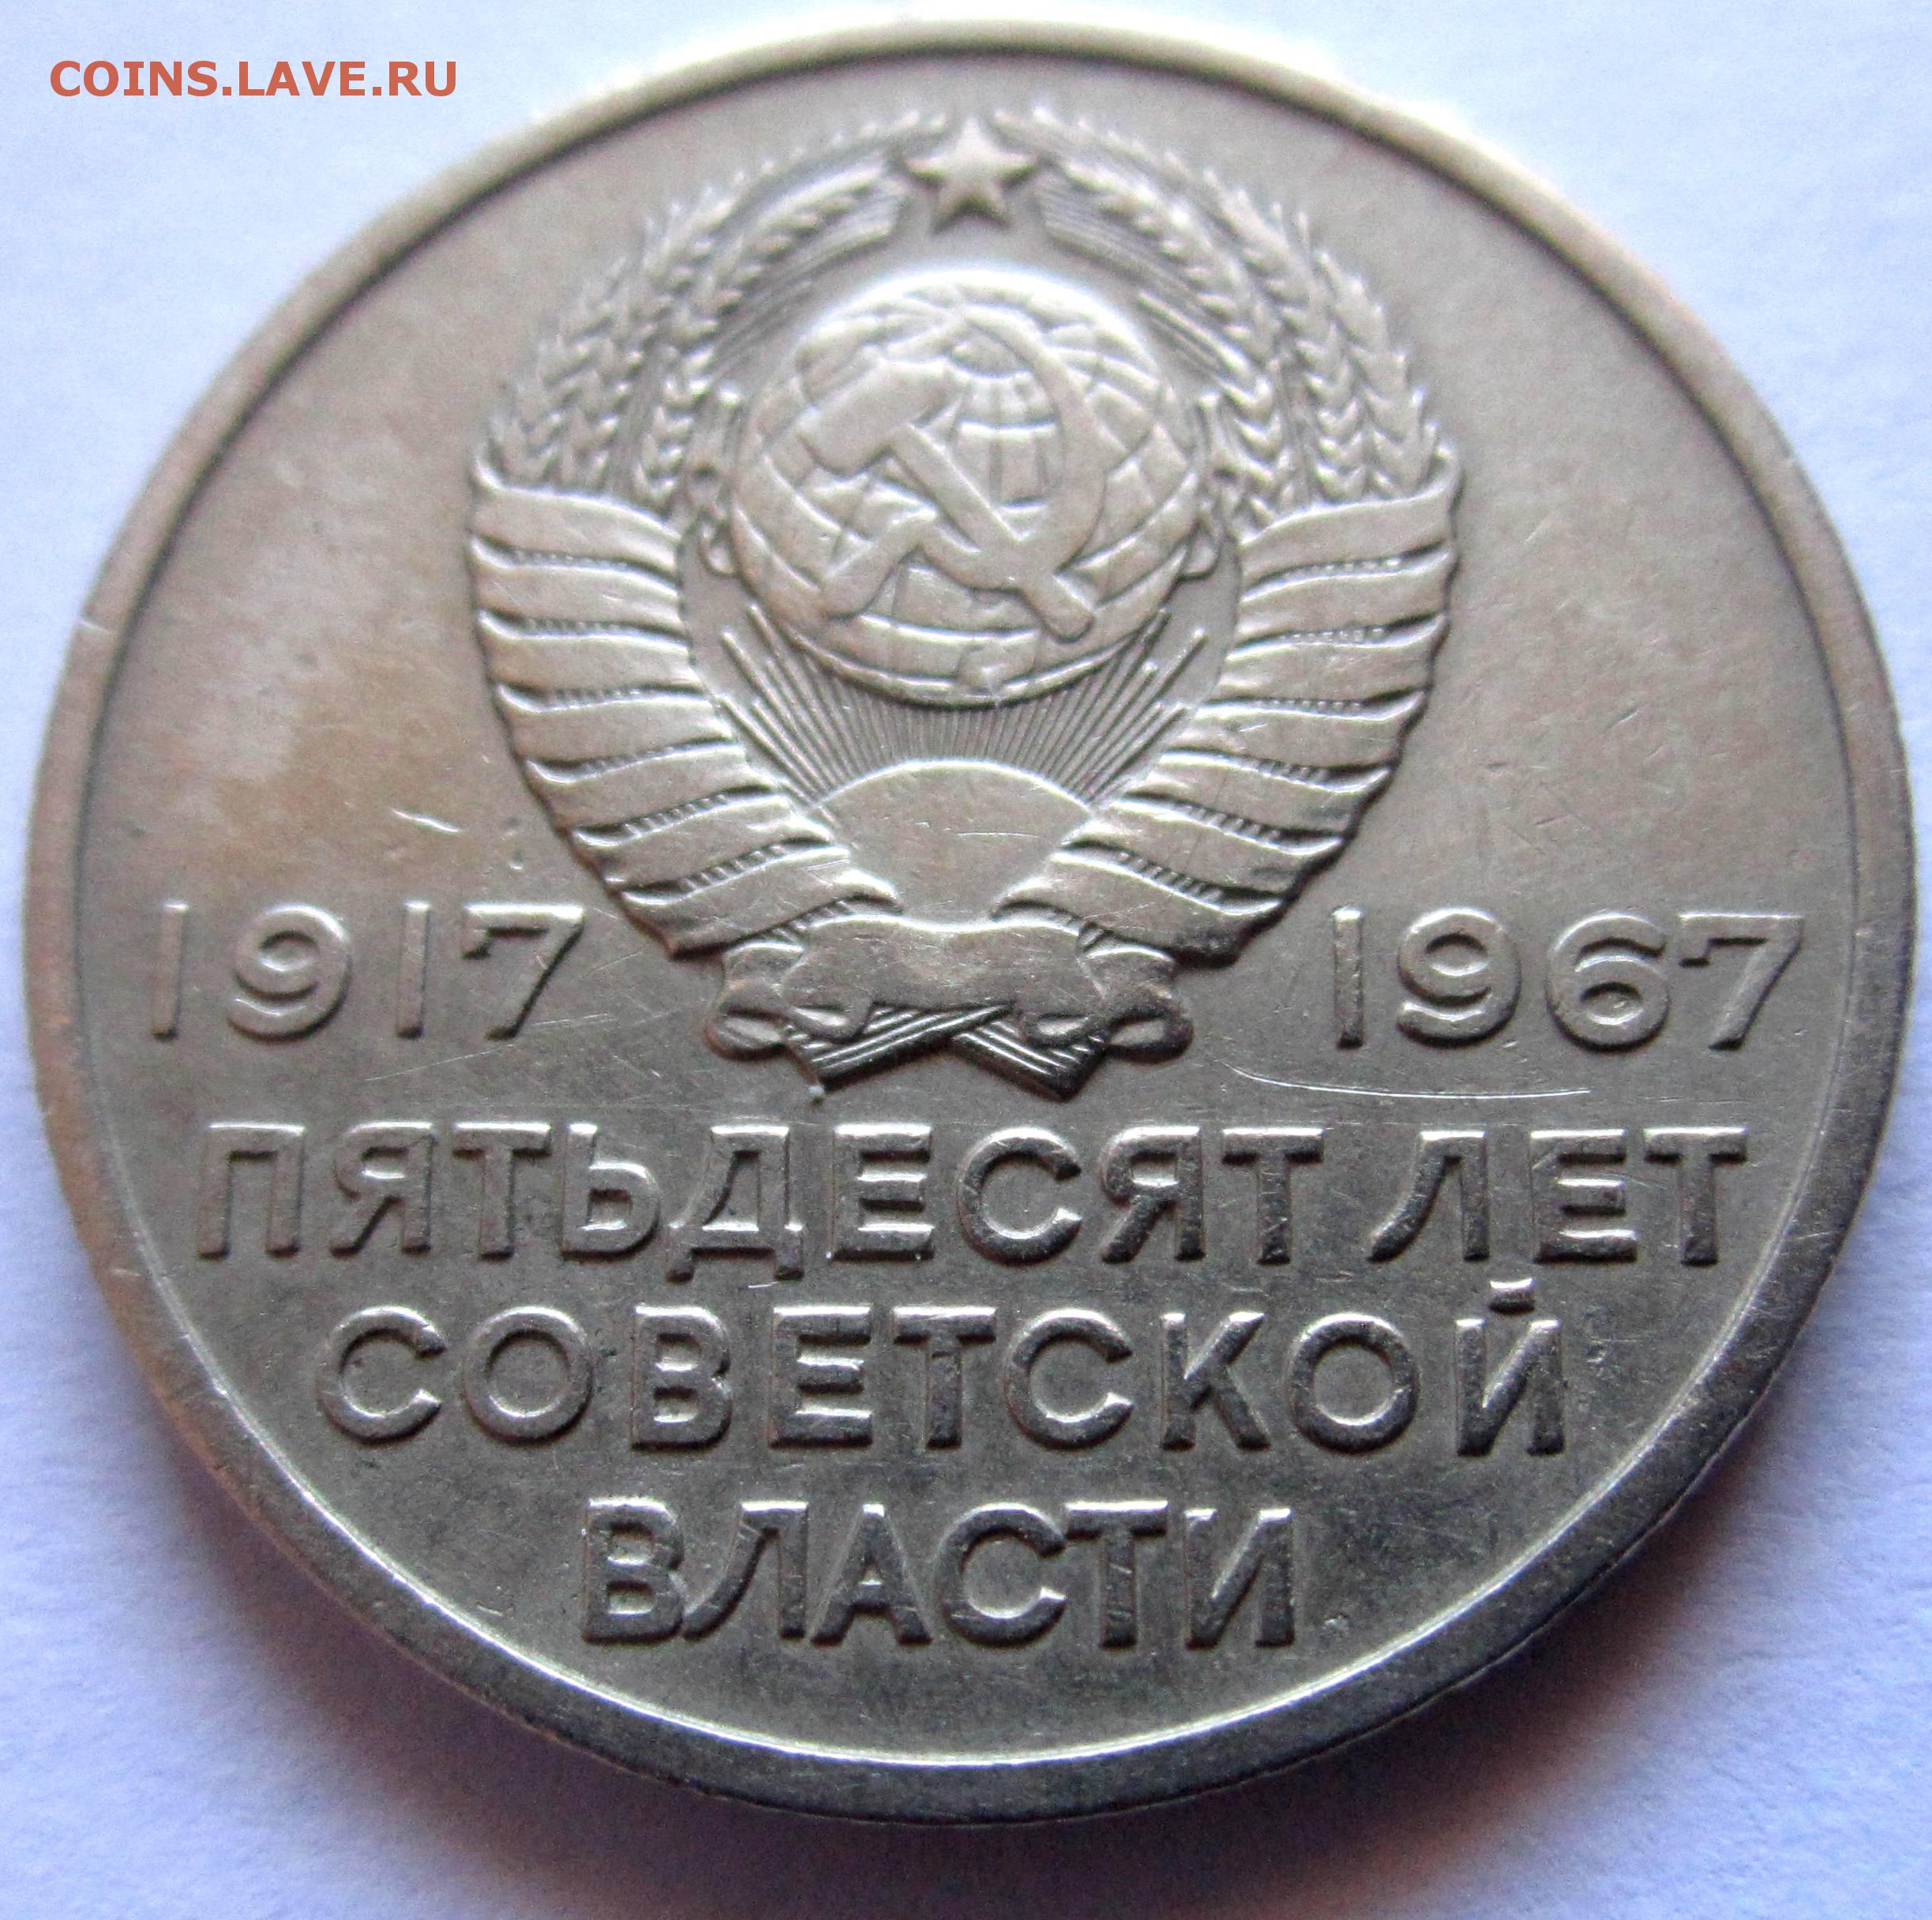 COINS.LAVE.RU
1917 1967
ПЯТЬДЕСЯТ ЛЕТ
СОВЕТСКОЙ
ВЛАСТИ